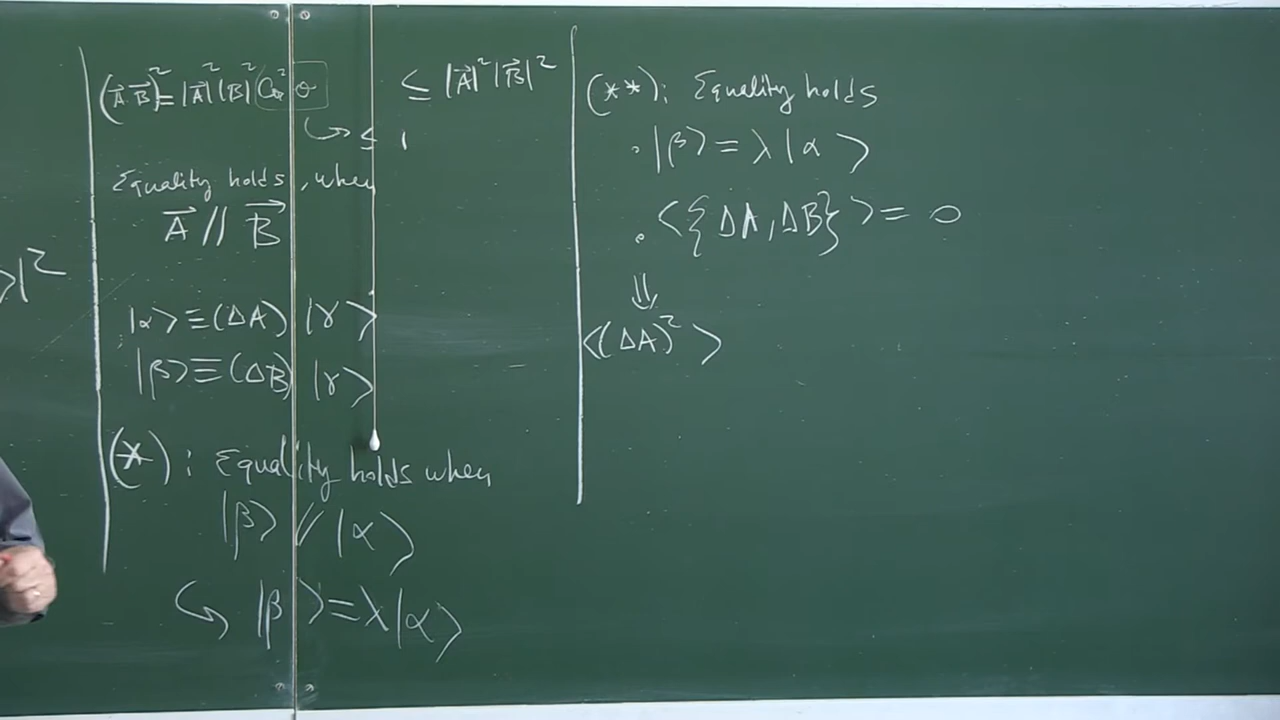 ⟩|²
(A⃗·B⃗)² = |A⃗|²|B⃗|² Cos²θ ≤ |A⃗|²|B⃗|²
↪ ≤ 1
Equality holds, when
A⃗ // B⃗
|α⟩ ≡ (ΔA) |γ⟩
|β⟩ ≡ (ΔB) |γ⟩
(*) : Equality holds when
|β⟩ // |α⟩
↪ |β⟩ = λ|α⟩
(**) : Equality holds
· |β⟩ = λ|α⟩
· ⟨{ΔA, ΔB}⟩ = 0
⇓
⟨(ΔA)²⟩